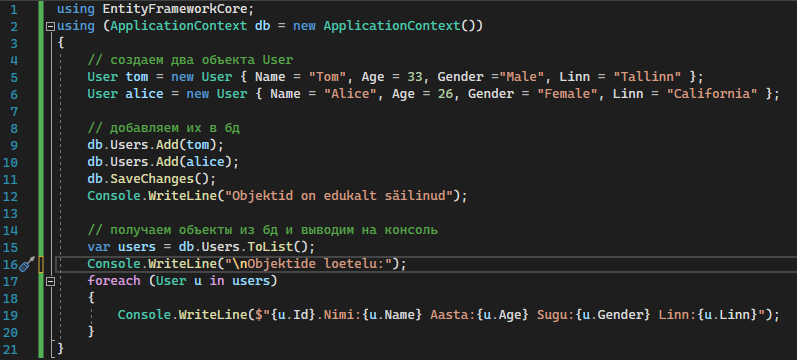 1 using EntityFrameworkCore;
2 using (ApplicationContext db = new ApplicationContext())
3 {
4 // создаем два объекта User
5 User tom = new User { Name = "Tom", Age = 33, Gender ="Male", Linn = "Tallinn" };
6 User alice = new User { Name = "Alice", Age = 26, Gender = "Female", Linn = "California" };
7
8 // добавляем их в бд
9 db.Users.Add(tom);
10 db.Users.Add(alice);
11 db.SaveChanges();
12 Console.WriteLine("Objektid on edukalt säilinud");
13
14 // получаем объекты из бд и выводим на консоль
15 var users = db.Users.ToList();
16 Console.WriteLine("\nObjektide loetelu:");
17 foreach (User u in users)
18 {
19 Console.WriteLine($"{u.Id}.Nimi:{u.Name} Aasta:{u.Age} Sugu:{u.Gender} Linn:{u.Linn}");
20 }
21 }